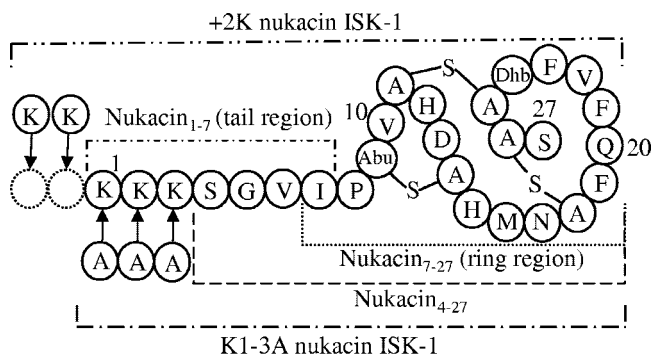 +2K nukacin ISK-1
K K
Nukacin1-7 (tail region)
1
K K K S G V I P Abu V A H D A H M N A F Q F V F Dhb A A S
10
20
27
S
S
S
A A A
Nukacin7-27 (ring region)
Nukacin4-27
K1-3A nukacin ISK-1